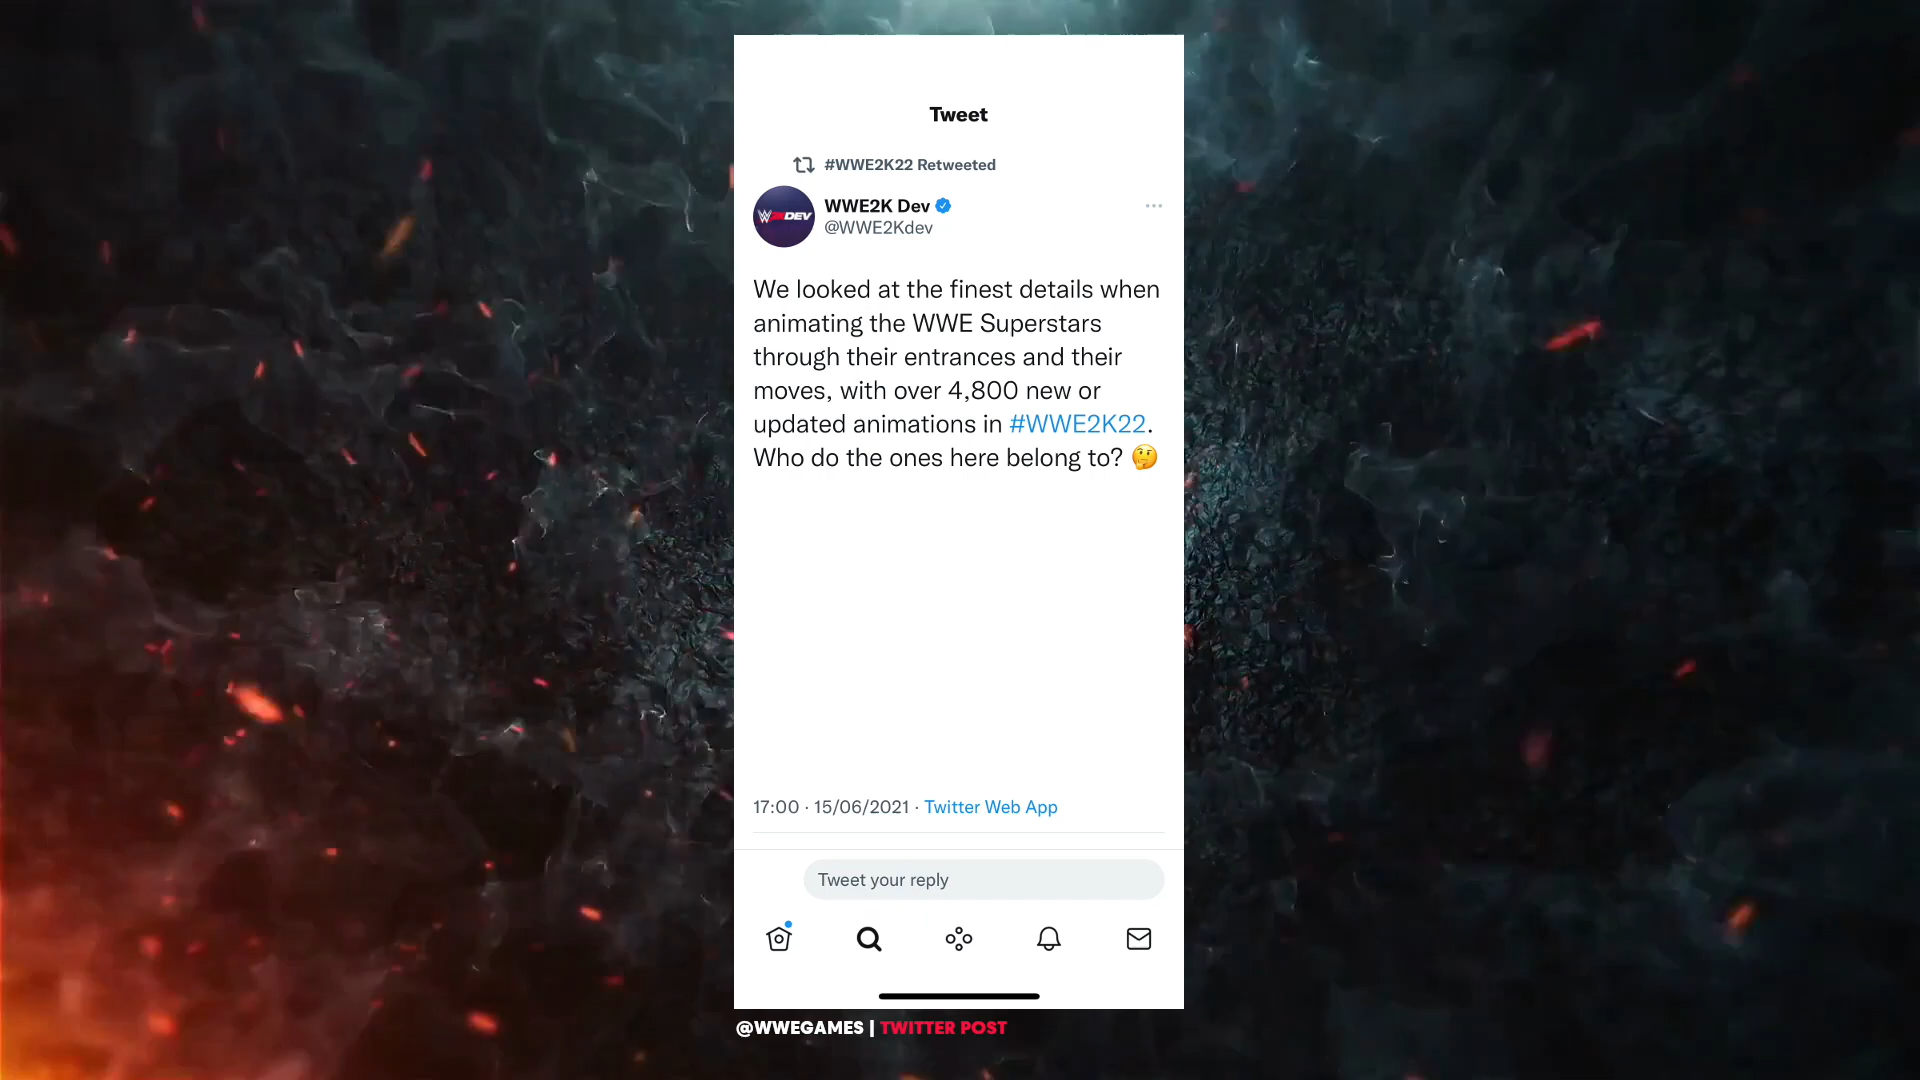 Tweet
#WWE2K22 Retweeted
W2KDEV
WWE2K Dev
@WWE2Kdev
We looked at the finest details when
animating the WWE Superstars
through their entrances and their
moves, with over 4,800 new or
updated animations in #WWE2K22.
Who do the ones here belong to? 🤔
17:00 · 15/06/2021 · Twitter Web App
Tweet your reply
@WWEGAMES | TWITTER POST